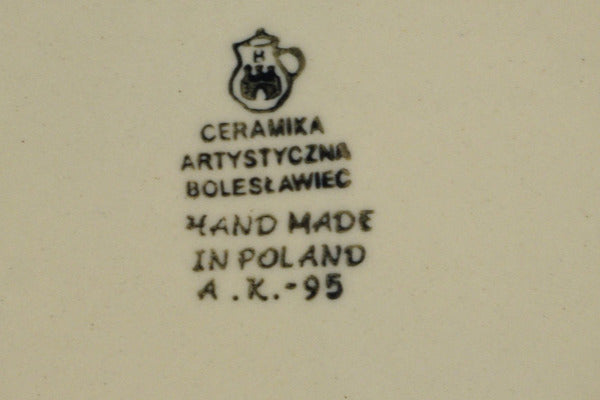 H
CERAMIKA
ARTYSTYCZNA
BOLESŁAWIEC
HAND MADE
IN POLAND
A.K.-95